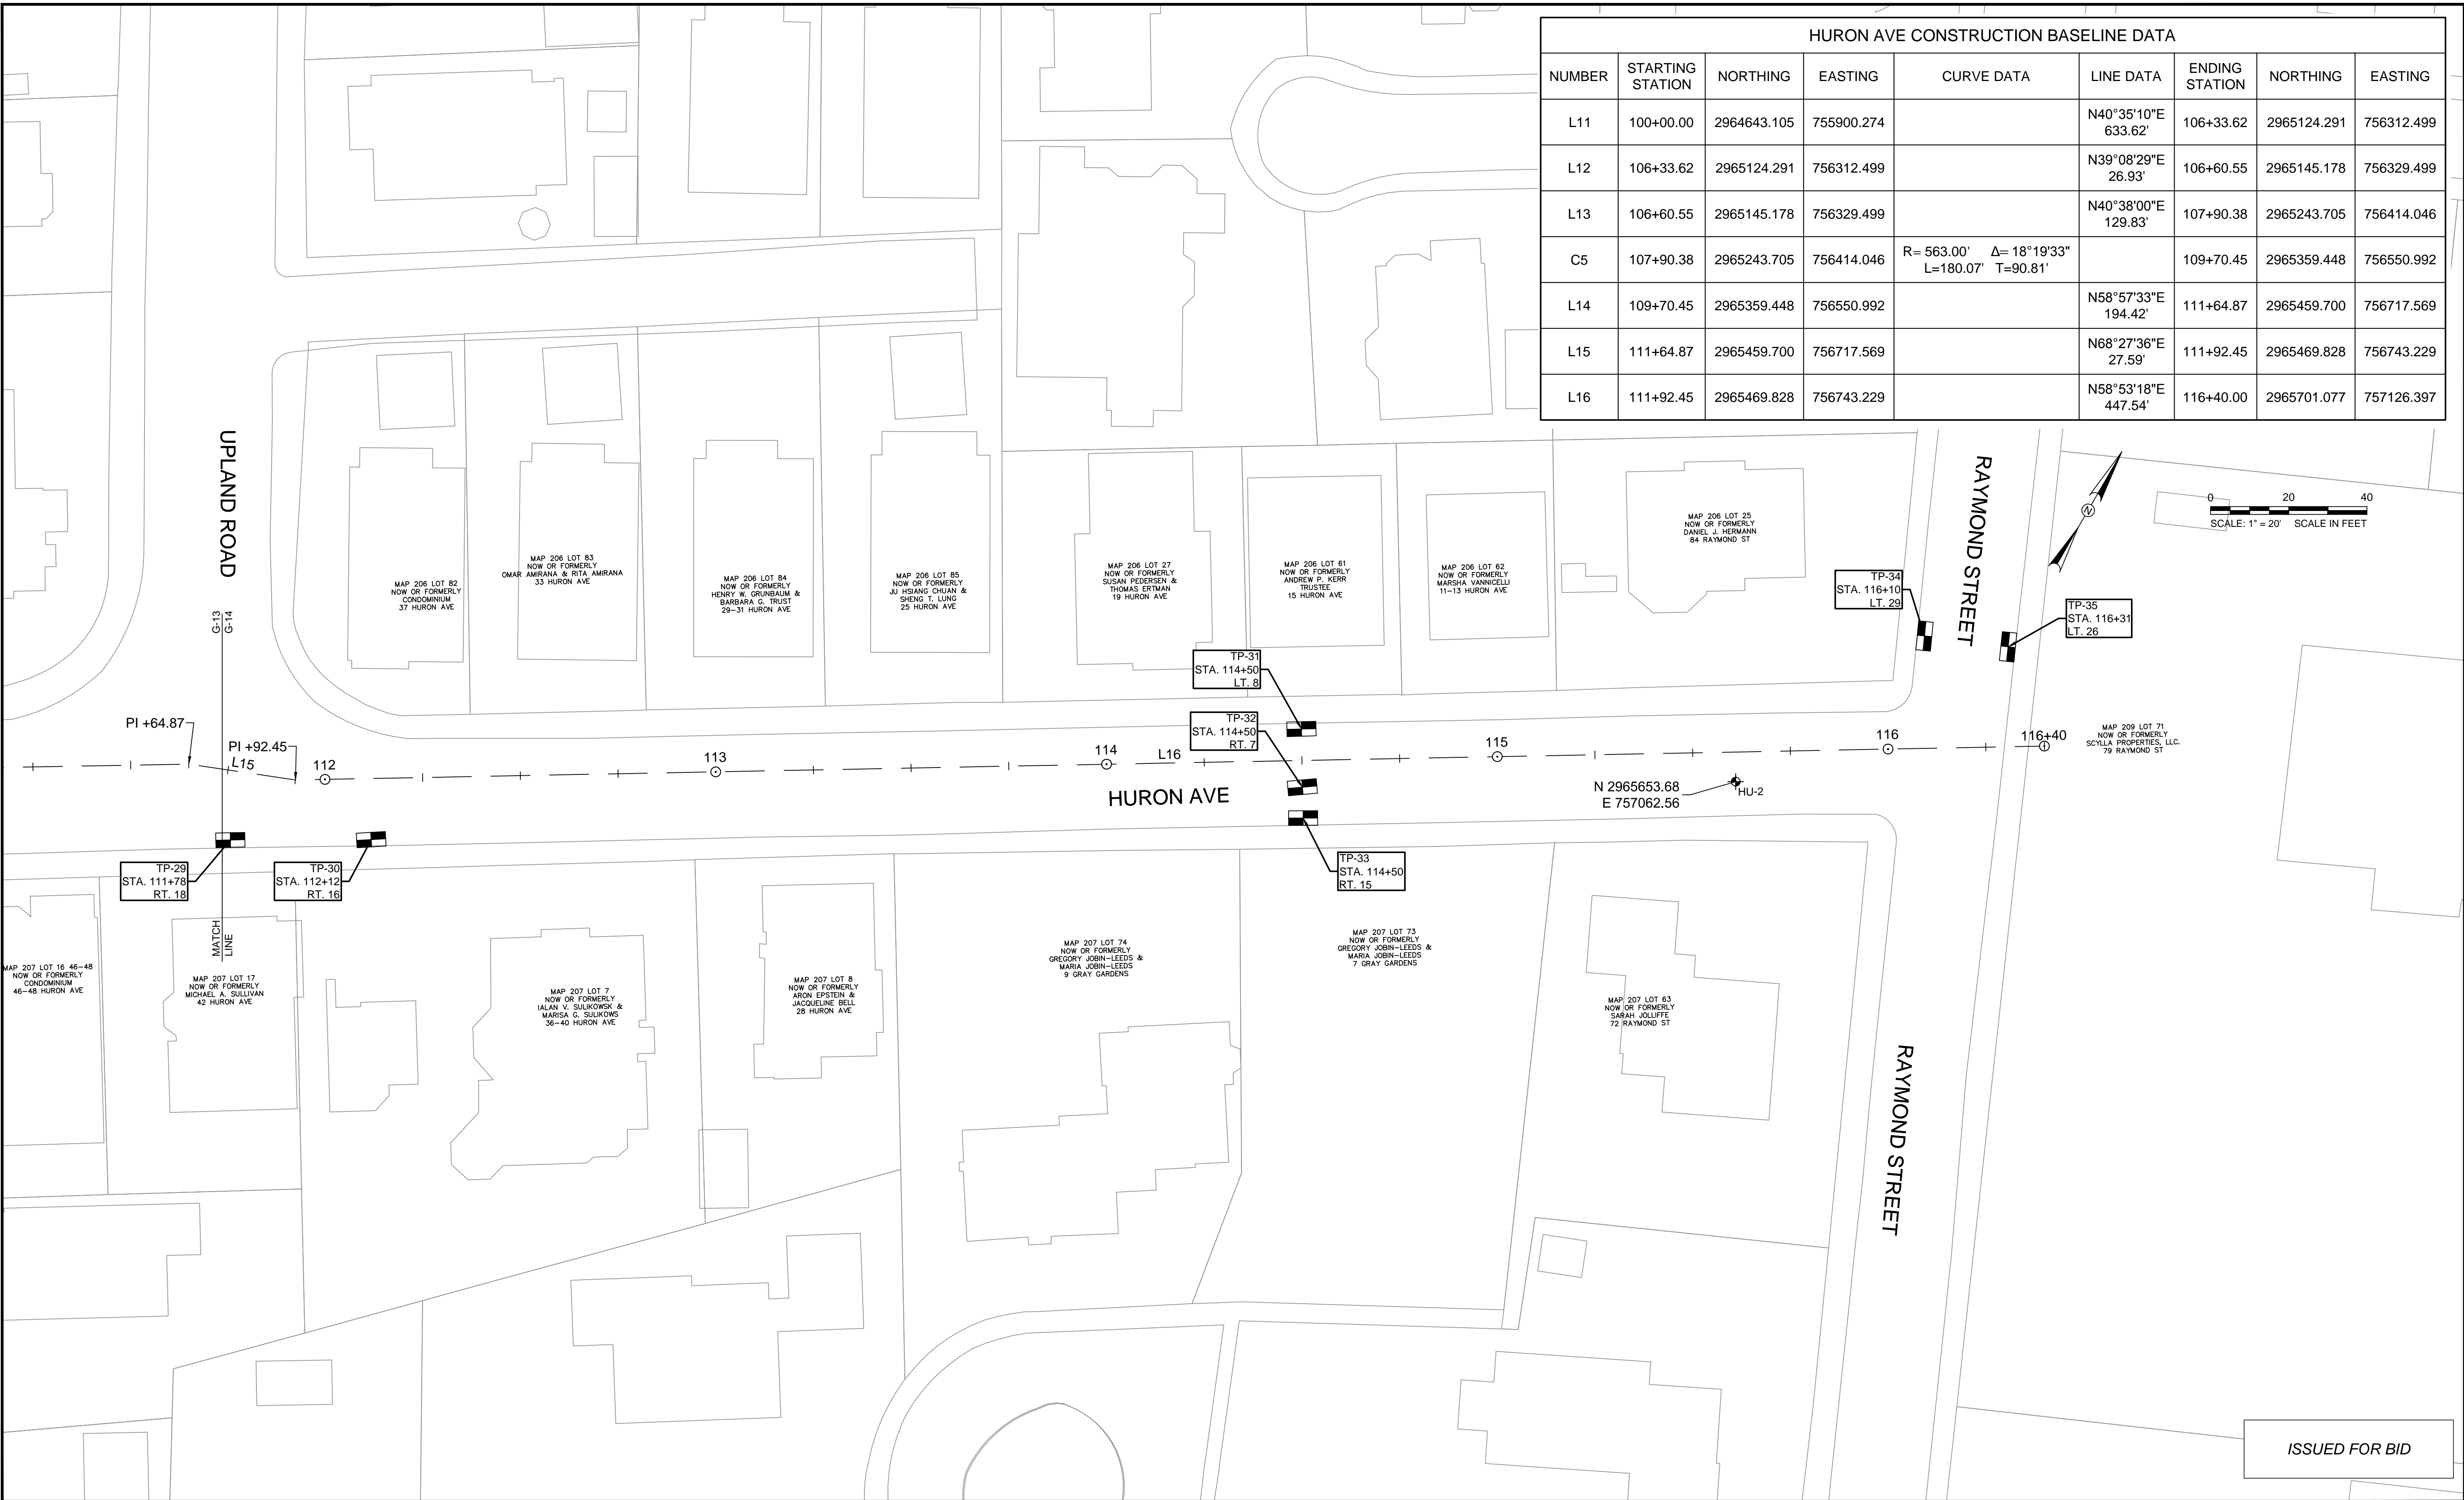 HURON AVE CONSTRUCTION BASELINE DATA
NUMBER STARTING STATION NORTHING EASTING CURVE DATA LINE DATA ENDING STATION NORTHING EASTING
L11 100+00.00 2964643.105 755900.274 N40°35'10"E 633.62' 106+33.62 2965124.291 756312.499
L12 106+33.62 2965124.291 756312.499 N39°08'29"E 26.93' 106+60.55 2965145.178 756329.499
L13 106+60.55 2965145.178 756329.499 N40°38'00"E 129.83' 107+90.38 2965243.705 756414.046
C5 107+90.38 2965243.705 756414.046 R= 563.00' Δ= 18°19'33" L=180.07' T=90.81' 109+70.45 2965359.448 756550.992
L14 109+70.45 2965359.448 756550.992 N58°57'33"E 194.42' 111+64.87 2965459.700 756717.569
L15 111+64.87 2965459.700 756717.569 N68°27'36"E 27.59' 111+92.45 2965469.828 756743.229
L16 111+92.45 2965469.828 756743.229 N58°53'18"E 447.54' 116+40.00 2965701.077 757126.397
UPLAND ROAD
RAYMOND STREET
N
0 20 40
SCALE: 1" = 20' SCALE IN FEET
G-13
G-14
MAP 206 LOT 82
NOW OR FORMERLY
CONDOMINIUM
37 HURON AVE
MAP 206 LOT 83
NOW OR FORMERLY
OMAR AMIRANA & RITA AMIRANA
33 HURON AVE
MAP 206 LOT 84
NOW OR FORMERLY
HENRY W. GRUNBAUM &
BARBARA G. TRUST
29-31 HURON AVE
MAP 206 LOT 85
NOW OR FORMERLY
JU HSIANG CHUAN &
SHENG T. LUNG
25 HURON AVE
MAP 206 LOT 27
NOW OR FORMERLY
SUSAN PEDERSEN &
THOMAS ERTMAN
19 HURON AVE
MAP 206 LOT 61
NOW OR FORMERLY
ANDREW P. KERR
TRUSTEE
15 HURON AVE
MAP 206 LOT 62
NOW OR FORMERLY
MARSHA VANNICELLI
11-13 HURON AVE
MAP 206 LOT 25
NOW OR FORMERLY
DANIEL J. HERMANN
84 RAYMOND ST
TP-34
STA. 116+10
LT. 29
TP-35
STA. 116+31
LT. 26
TP-31
STA. 114+50
LT. 8
TP-32
STA. 114+50
RT. 7
PI +64.87
PI +92.45
L15
112
113
114
L16
115
116
116+40
MAP 209 LOT 71
NOW OR FORMERLY
SCYLLA PROPERTIES, LLC.
79 RAYMOND ST
HURON AVE
N 2965653.68
E 757062.56
HU-2
TP-29
STA. 111+78
RT. 18
TP-30
STA. 112+12
RT. 16
TP-33
STA. 114+50
RT. 15
MATCH
LINE
MAP 207 LOT 16 46-48
NOW OR FORMERLY
CONDOMINIUM
46-48 HURON AVE
MAP 207 LOT 17
NOW OR FORMERLY
MICHAEL A. SULLIVAN
42 HURON AVE
MAP 207 LOT 7
NOW OR FORMERLY
IALAN V. SULIKOWSK &
MARISA G. SULIKOWS
36-40 HURON AVE
MAP 207 LOT 8
NOW OR FORMERLY
ARON EPSTEIN &
JACQUELINE BELL
28 HURON AVE
MAP 207 LOT 74
NOW OR FORMERLY
GREGORY JOBIN-LEEDS &
MARIA JOBIN-LEEDS
9 GRAY GARDENS
MAP 207 LOT 73
NOW OR FORMERLY
GREGORY JOBIN-LEEDS &
MARIA JOBIN-LEEDS
7 GRAY GARDENS
MAP 207 LOT 63
NOW OR FORMERLY
SARAH JOLLIFFE
72 RAYMOND ST
RAYMOND STREET
ISSUED FOR BID